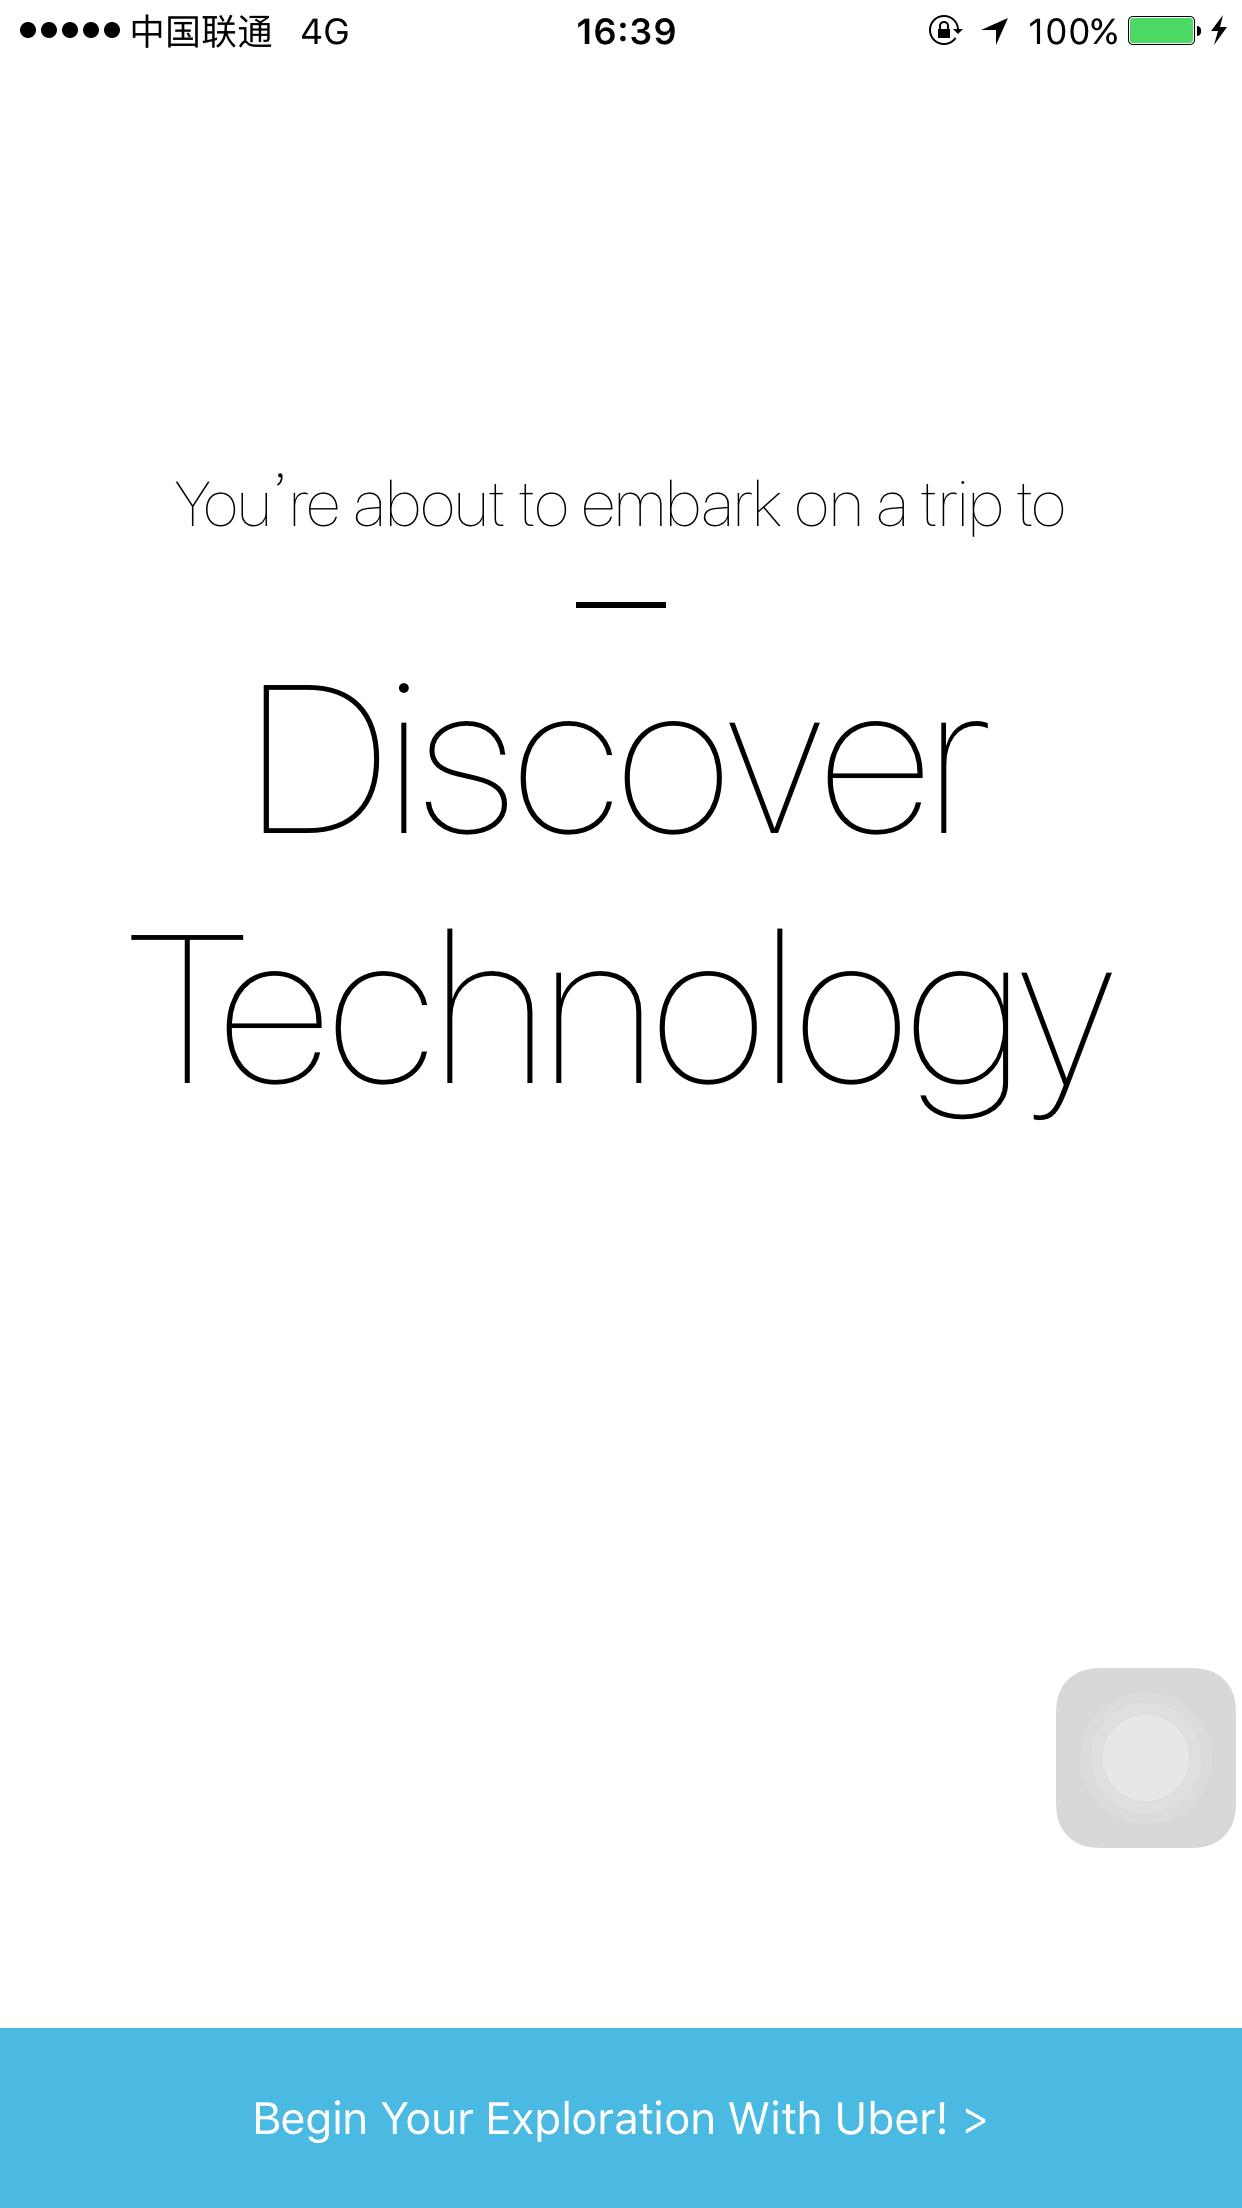 中国联通 4G 16:39 100%
You’re about to embark on a trip to
Discover
Technology
Begin Your Exploration With Uber! >